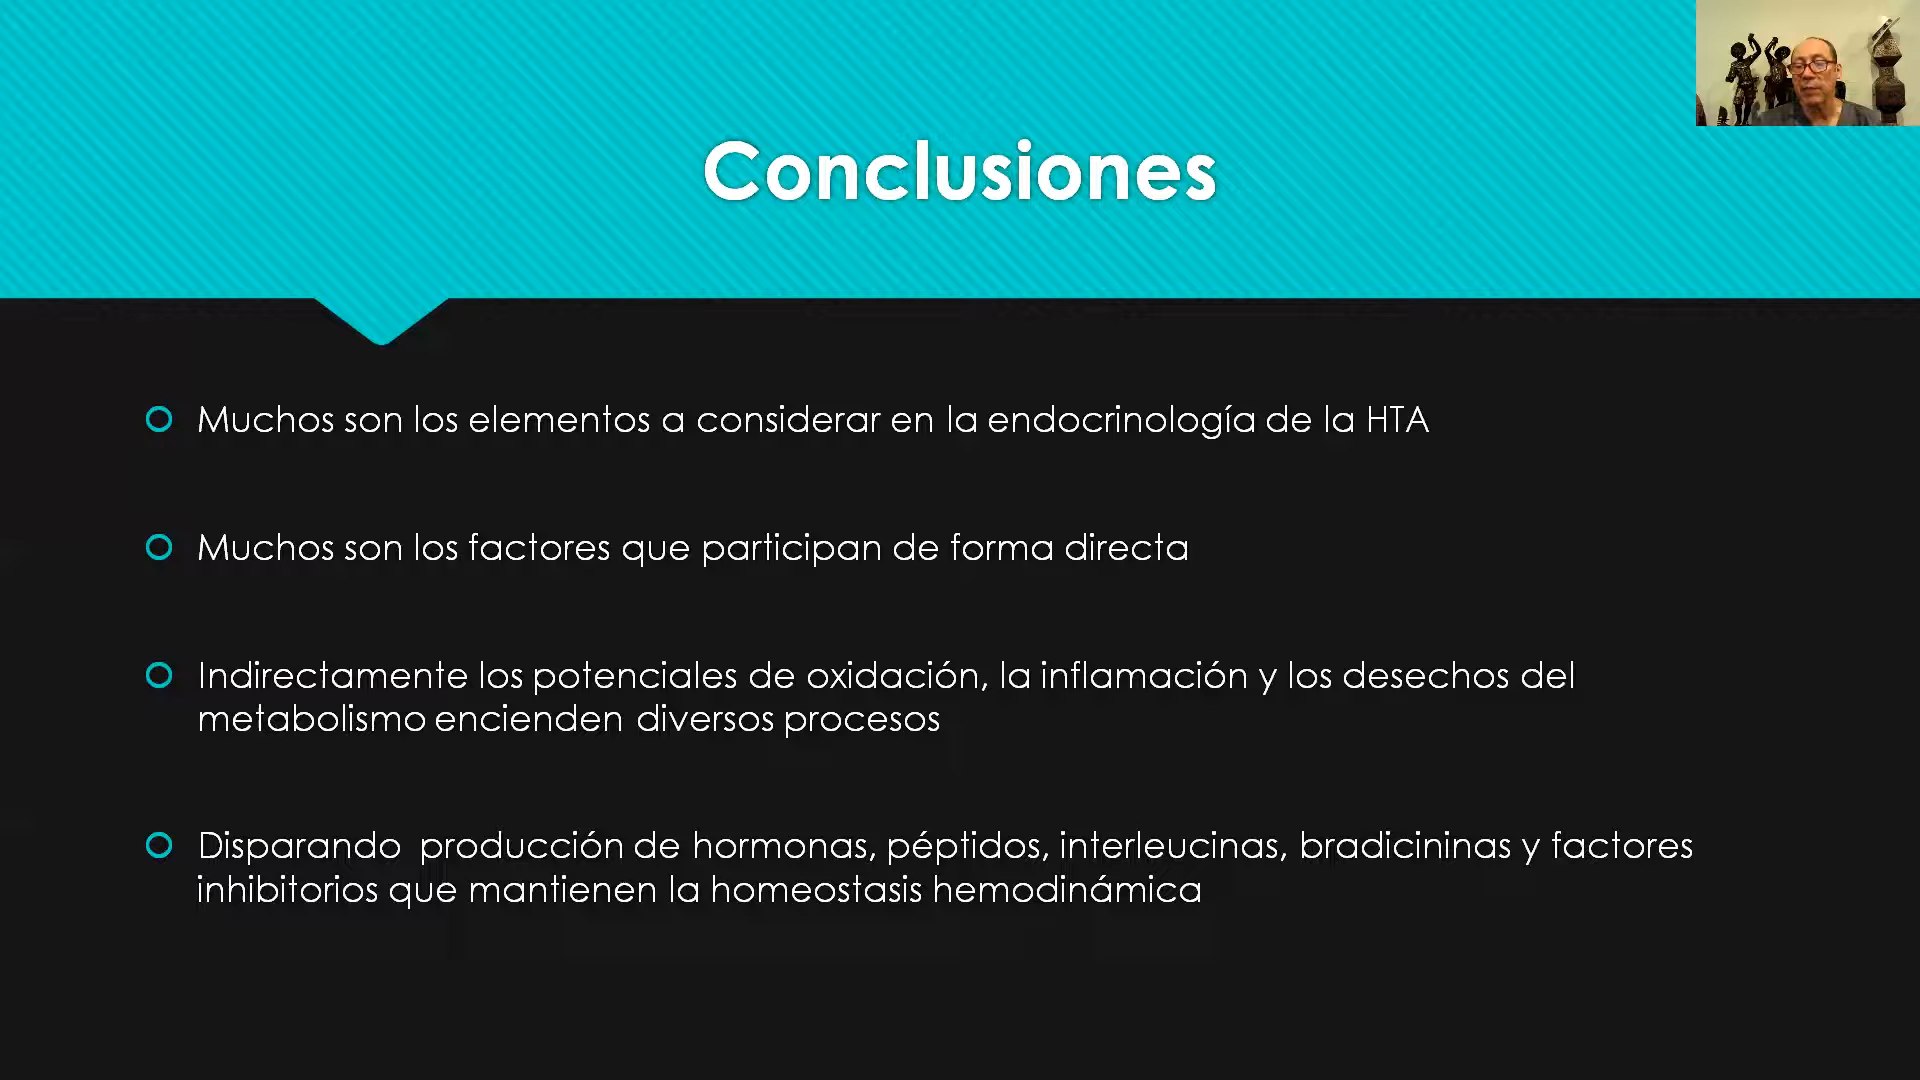 Conclusiones
Muchos son los elementos a considerar en la endocrinología de la HTA
Muchos son los factores que participan de forma directa
Indirectamente los potenciales de oxidación, la inflamación y los desechos del
metabolismo encienden diversos procesos
Disparando producción de hormonas, péptidos, interleucinas, bradicininas y factores
inhibitorios que mantienen la homeostasis hemodinámica